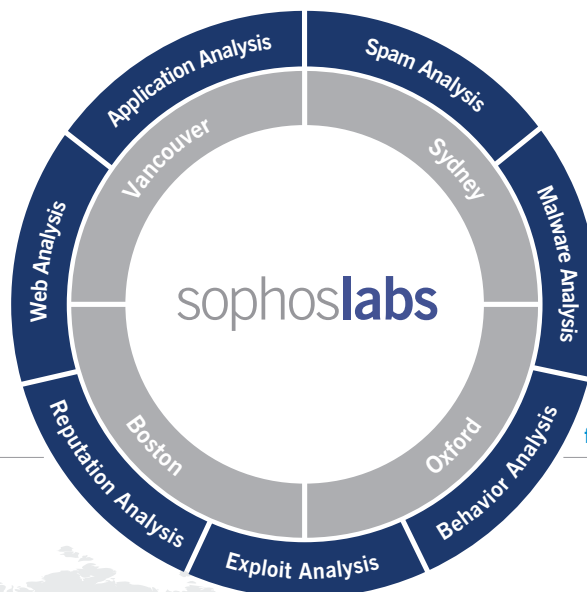 Application Analysis
Spam Analysis
Malware Analysis
Behavior Analysis
Exploit Analysis
Reputation Analysis
Web Analysis
Vancouver
Sydney
Oxford
Boston
sophoslabs